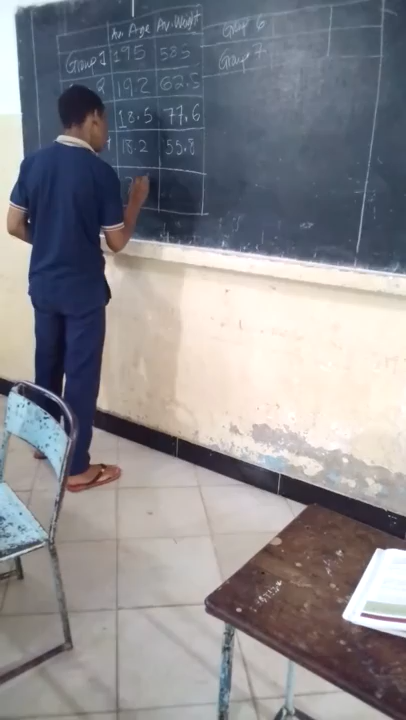 Av. Age Av. Weight
Group 1 19.5 58.5
2 19.2 62.5
18.5 77.6
18.2 55.8
Group 6
Group 7